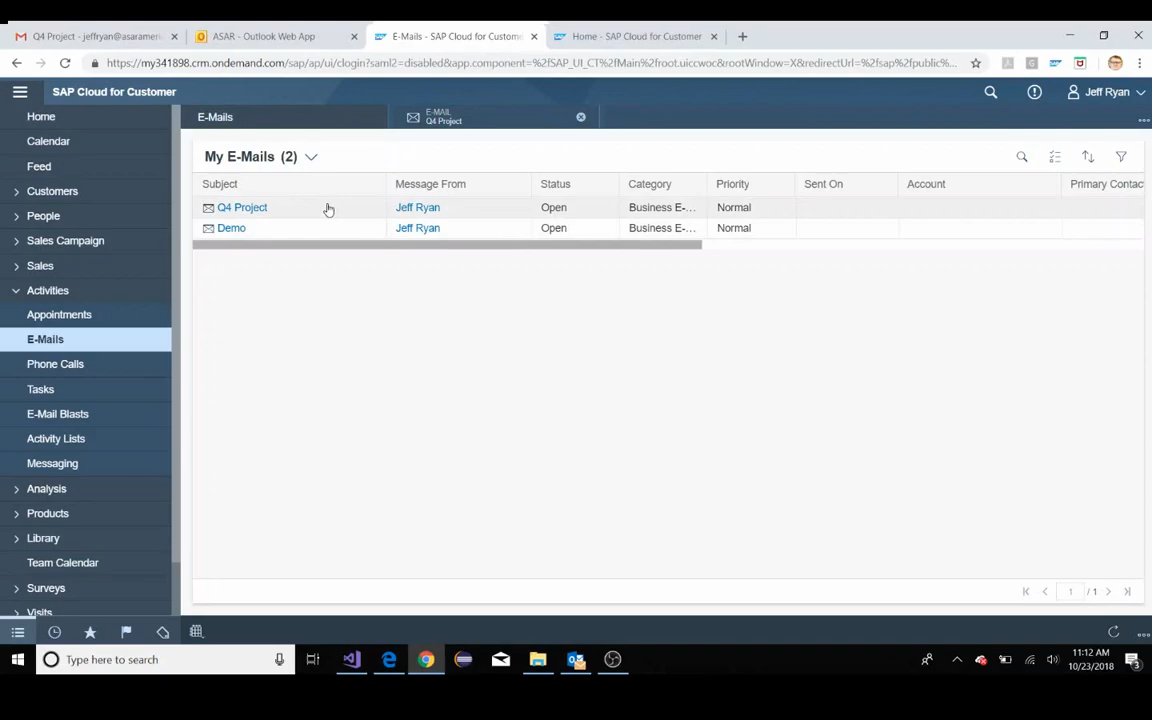 Q4 Project - jeffryan@asarameri
ASAR - Outlook Web App
E-Mails - SAP Cloud for Custome
Home - SAP Cloud for Customer
https://my341898.crm.ondemand.com/sap/ap/ui/clogin?saml2=disabled&app.component=%2fSAP_UI_CT%2fMain%2froot.uiccwoc&rootWindow=X&redirectUrl=%2fsap%2fpublic%...
SAP Cloud for Customer
Jeff Ryan
Home
Calendar
Feed
Customers
People
Sales Campaign
Sales
Activities
Appointments
E-Mails
Phone Calls
Tasks
E-Mail Blasts
Activity Lists
Messaging
Analysis
Products
Library
Team Calendar
Surveys
Visits
E-Mails
E-MAIL
Q4 Project
My E-Mails (2)
Subject Message From Status Category Priority Sent On Account Primary Contac
Q4 Project Jeff Ryan Open Business E-... Normal
Demo Jeff Ryan Open Business E-... Normal
1 / 1
Type here to search
11:12 AM
10/23/2018
3